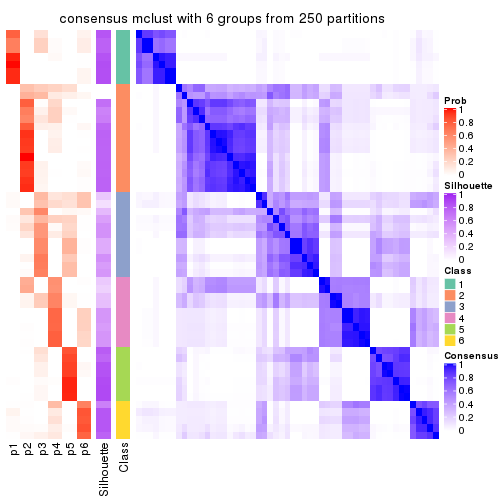 consensus mclust with 6 groups from 250 partitions
Prob
1
0.8
0.6
0.4
0.2
0
Silhouette
1
0.8
0.6
0.4
0.2
0
Class
1
2
3
4
5
6
Consensus
1
0.8
0.6
0.4
0.2
0
p1
p2
p3
p4
p5
p6
Silhouette
Class